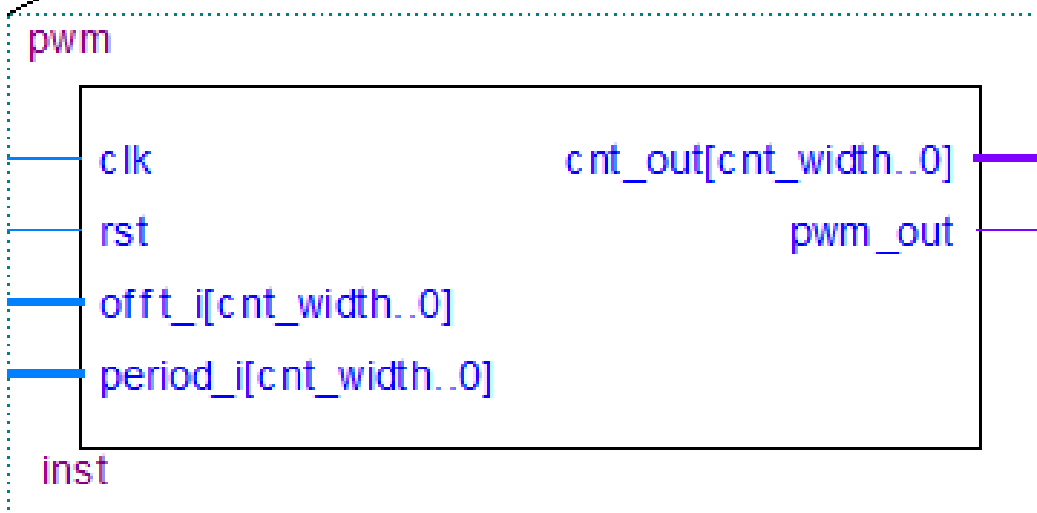 pwm
clk
cnt_out[cnt_width..0]
rst
pwm_out
offt_i[cnt_width..0]
period_i[cnt_width..0]
inst